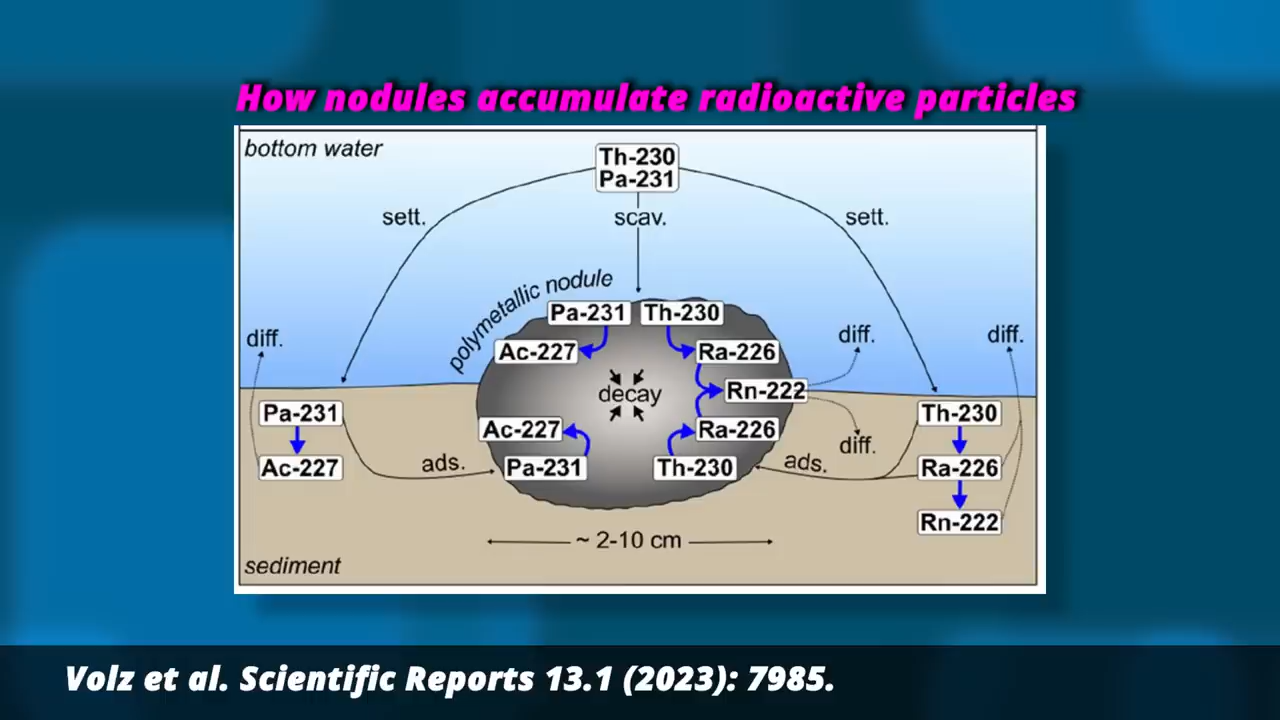 How nodules accumulate radioactive particles
bottom water
Th-230
Pa-231
sett.
scav.
sett.
polymetallic nodule
Pa-231
Th-230
diff.
diff.
diff.
Ac-227
Ra-226
decay
Rn-222
Pa-231
Th-230
Ac-227
Ra-226
diff.
Ac-227
ads.
Pa-231
Th-230
ads.
Ra-226
Rn-222
~ 2-10 cm
sediment
Volz et al. Scientific Reports 13.1 (2023): 7985.